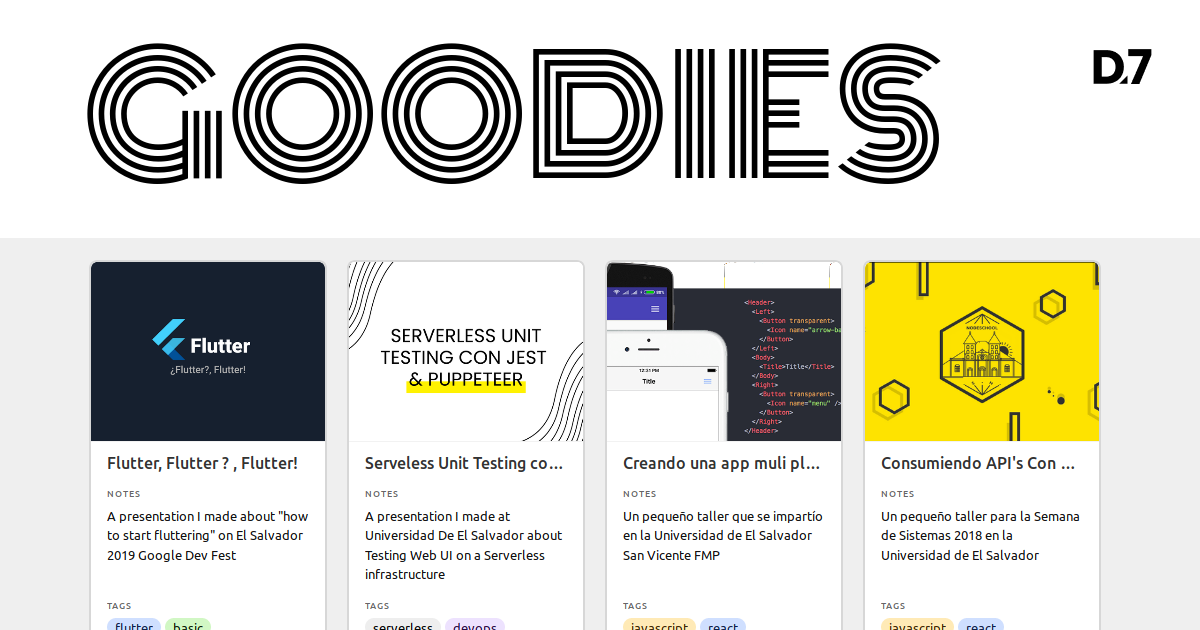 GOODIES
D.7
Flutter
¿Flutter?, Flutter!
Flutter, Flutter ? , Flutter!
NOTES
A presentation I made about "how
to start fluttering" on El Salvador
2019 Google Dev Fest
TAGS
flutter
basic
SERVERLESS UNIT
TESTING CON JEST
& PUPPETEER
Serveless Unit Testing co...
NOTES
A presentation I made at
Universidad De El Salvador about
Testing Web UI on a Serverless
infrastructure
TAGS
serverless
devops
12:31 PM
Title
<Header>
<Left>
<Button transparent>
<Icon name="arrow-ba
</Button>
</Left>
<Body>
<Title>Title</Title>
</Body>
<Right>
<Button transparent>
<Icon name="menu" />
</Button>
</Right>
</Header>
Creando una app muli pl...
NOTES
Un pequeño taller que se impartío
en la Universidad de El Salvador
San Vicente FMP
TAGS
javascript
react
NODESCHOOL
Consumiendo API's Con ...
NOTES
Un pequeño taller para la Semana
de Sistemas 2018 en la
Universidad de El Salvador
TAGS
javascript
react